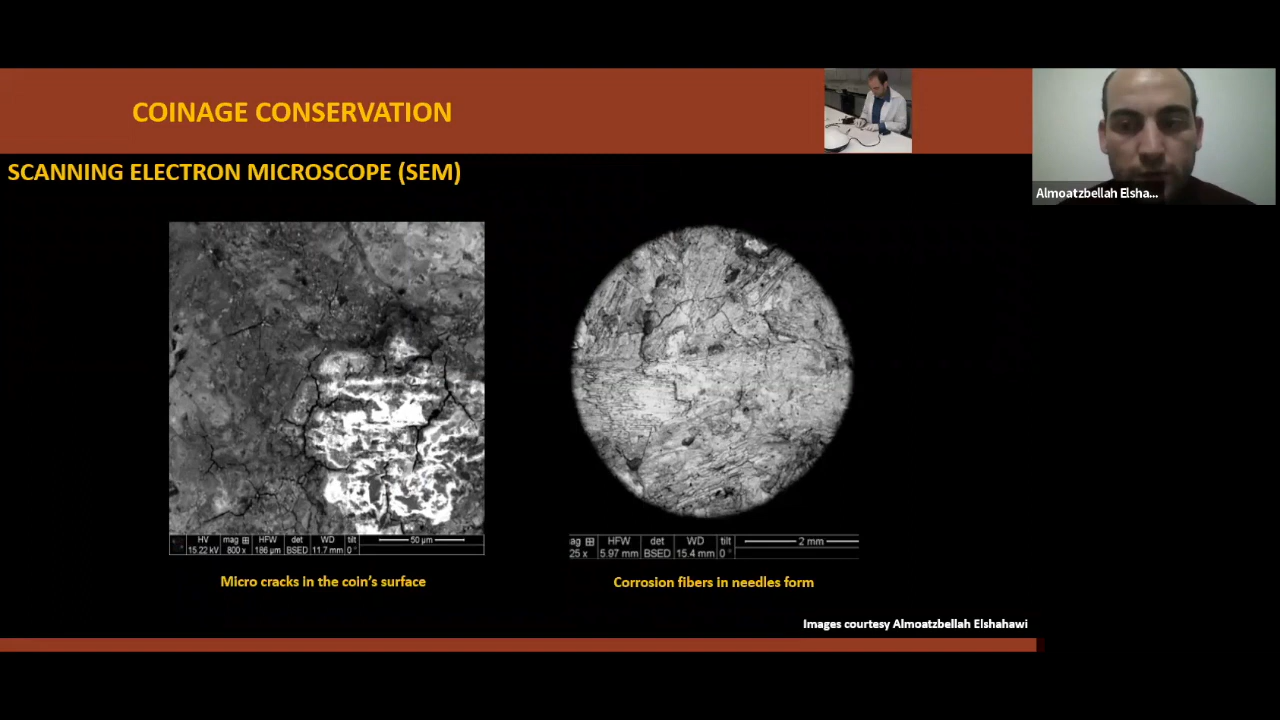 COINAGE CONSERVATION
SCANNING ELECTRON MICROSCOPE (SEM)
Almoatzbellah Elsha...
HV mag ⊞ HFW det WD tilt 50 µm
15.22 kV 800 x 186 µm BSED 11.7 mm 0 °
ag ⊞ HFW det WD tilt 2 mm
25 x 5.97 mm BSED 15.4 mm 0 °
Micro cracks in the coin's surface
Corrosion fibers in needles form
Images courtesy Almoatzbellah Elshahawi